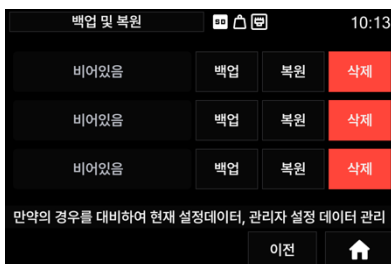 백업 및 복원 SD 10:13
비어있음 백업 복원 삭제
비어있음 백업 복원 삭제
비어있음 백업 복원 삭제
만약의 경우를 대비하여 현재 설정데이터, 관리자 설정 데이터 관리
이전